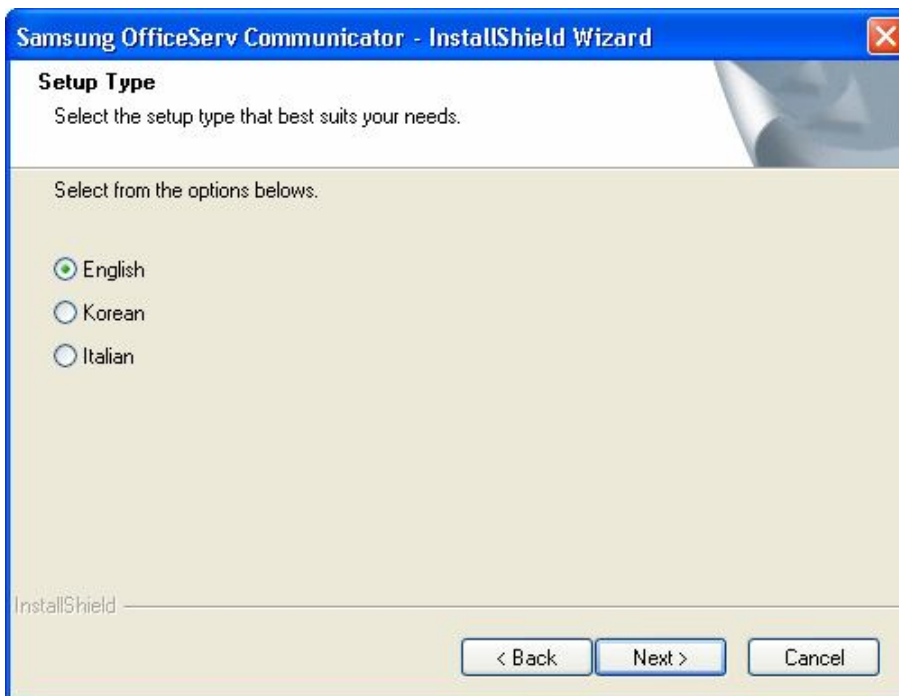 Samsung OfficeServ Communicator - InstallShield Wizard
Setup Type
Select the setup type that best suits your needs.
Select from the options belows.
English
Korean
Italian
InstallShield
< Back Next > Cancel